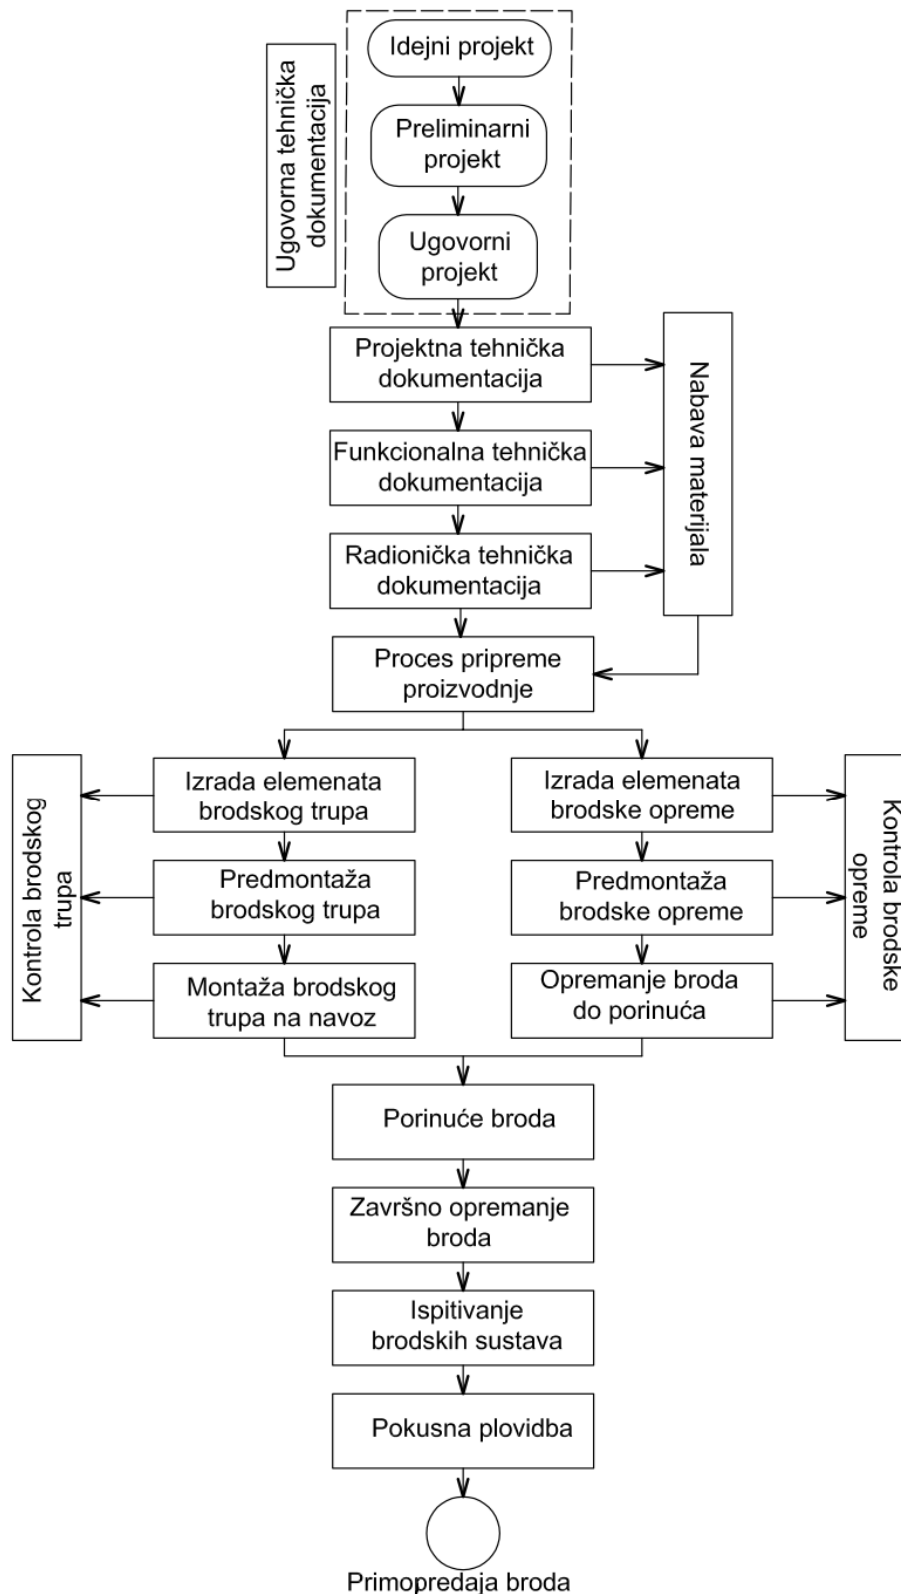 Idejni projekt
Ugovorna tehnička
dokumentacija
Preliminarni
projekt
Ugovorni
projekt
Projektna tehnička
dokumentacija
Nabava materijala
Funkcionalna tehnička
dokumentacija
Radionička tehnička
dokumentacija
Proces pripreme
proizvodnje
Kontrola brodskog
trupa
Izrada elemenata
brodskog trupa
Izrada elemenata
brodske opreme
Kontrola brodske
opreme
Predmontaža
brodskog trupa
Predmontaža
brodske opreme
Montaža brodskog
trupa na navoz
Opremanje broda
do porinuća
Porinuće broda
Završno opremanje
broda
Ispitivanje
brodskih sustava
Pokusna plovidba
Primopredaja broda